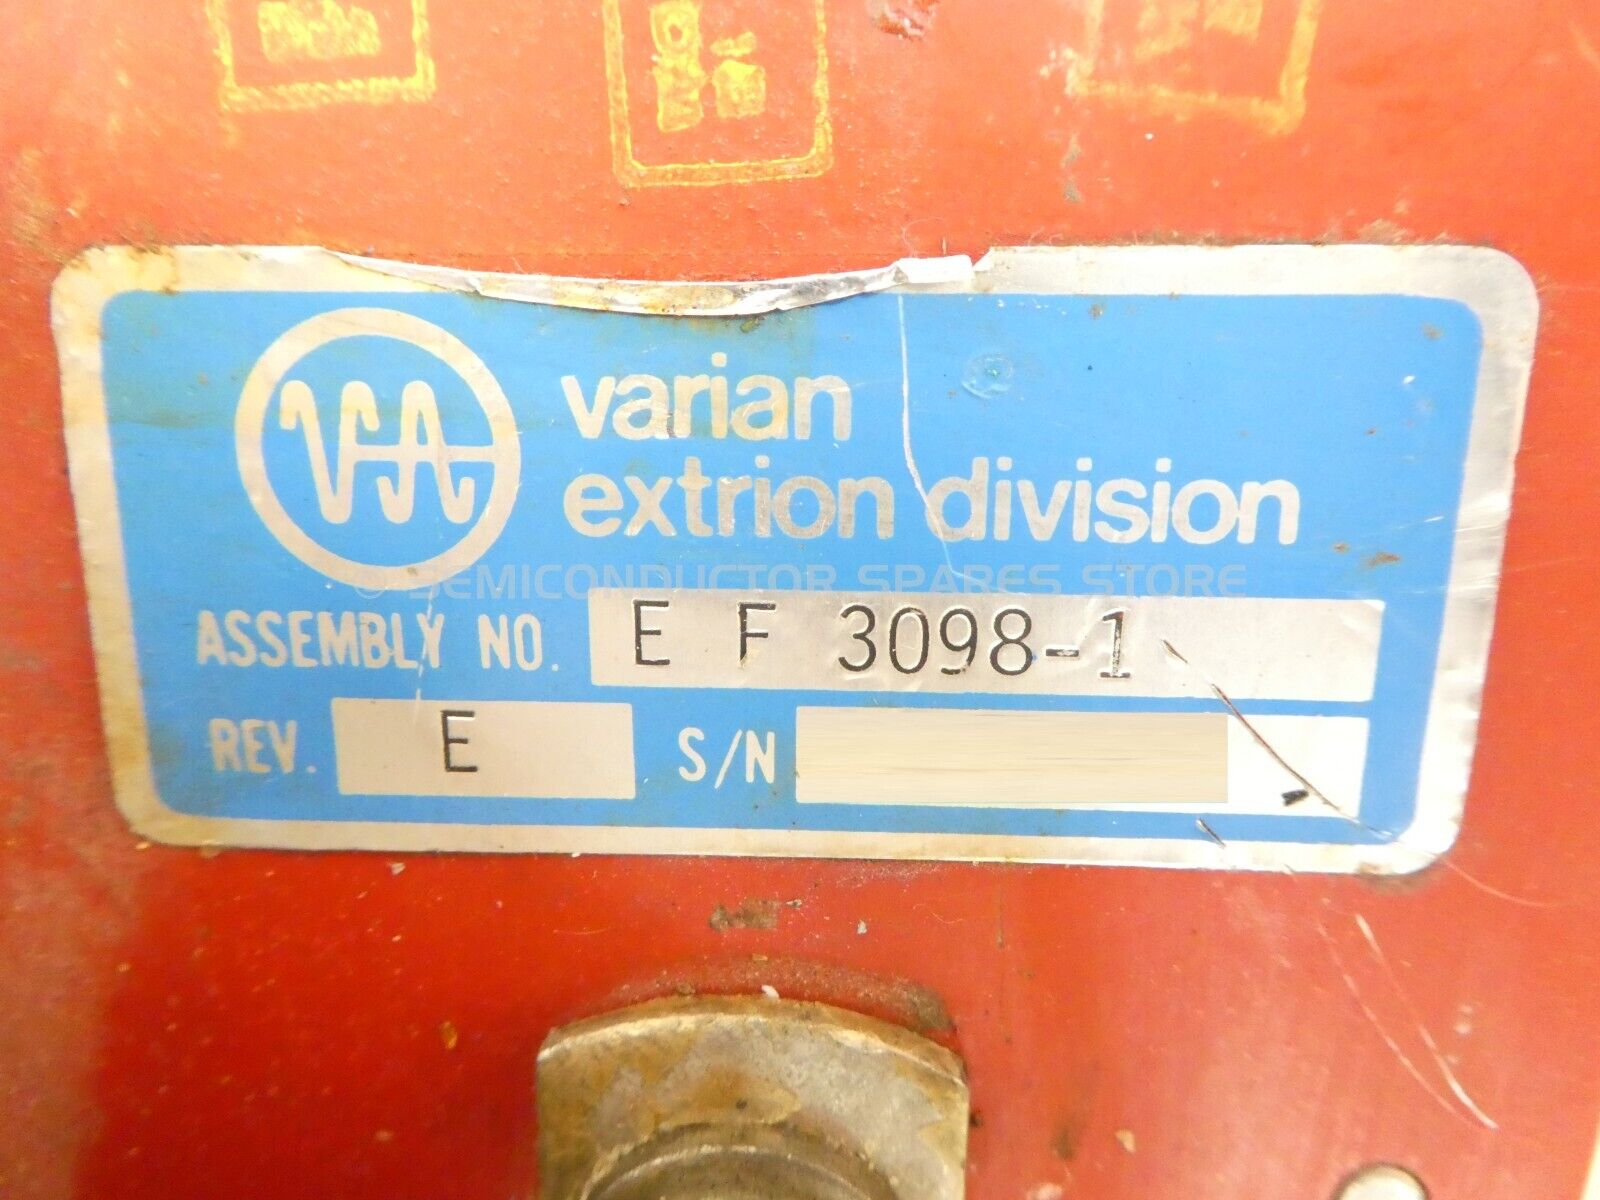 varian
extrion division
© SEMICONDUCTOR SPARES STORE
ASSEMBLY NO. E F 3098-1
REV. E S/N